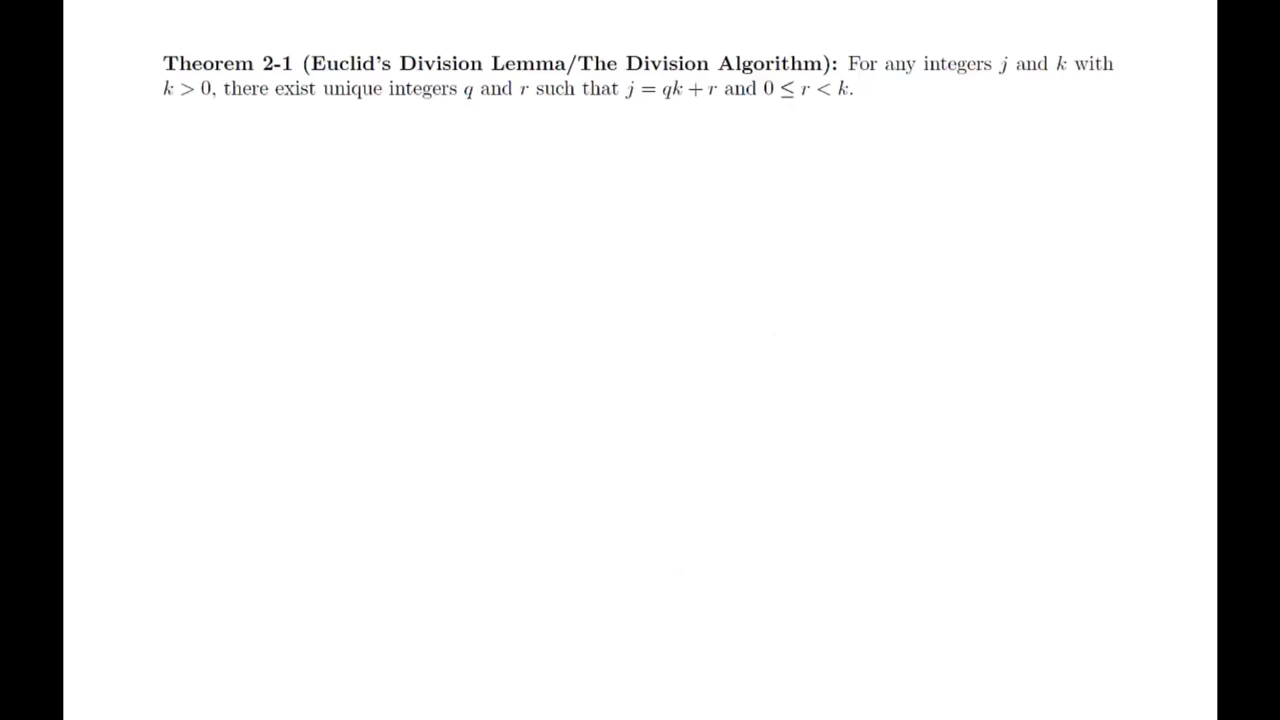 Theorem 2-1 (Euclid's Division Lemma/The Division Algorithm): For any integers j and k with
k > 0, there exist unique integers q and r such that j = qk + r and 0 ≤ r < k.